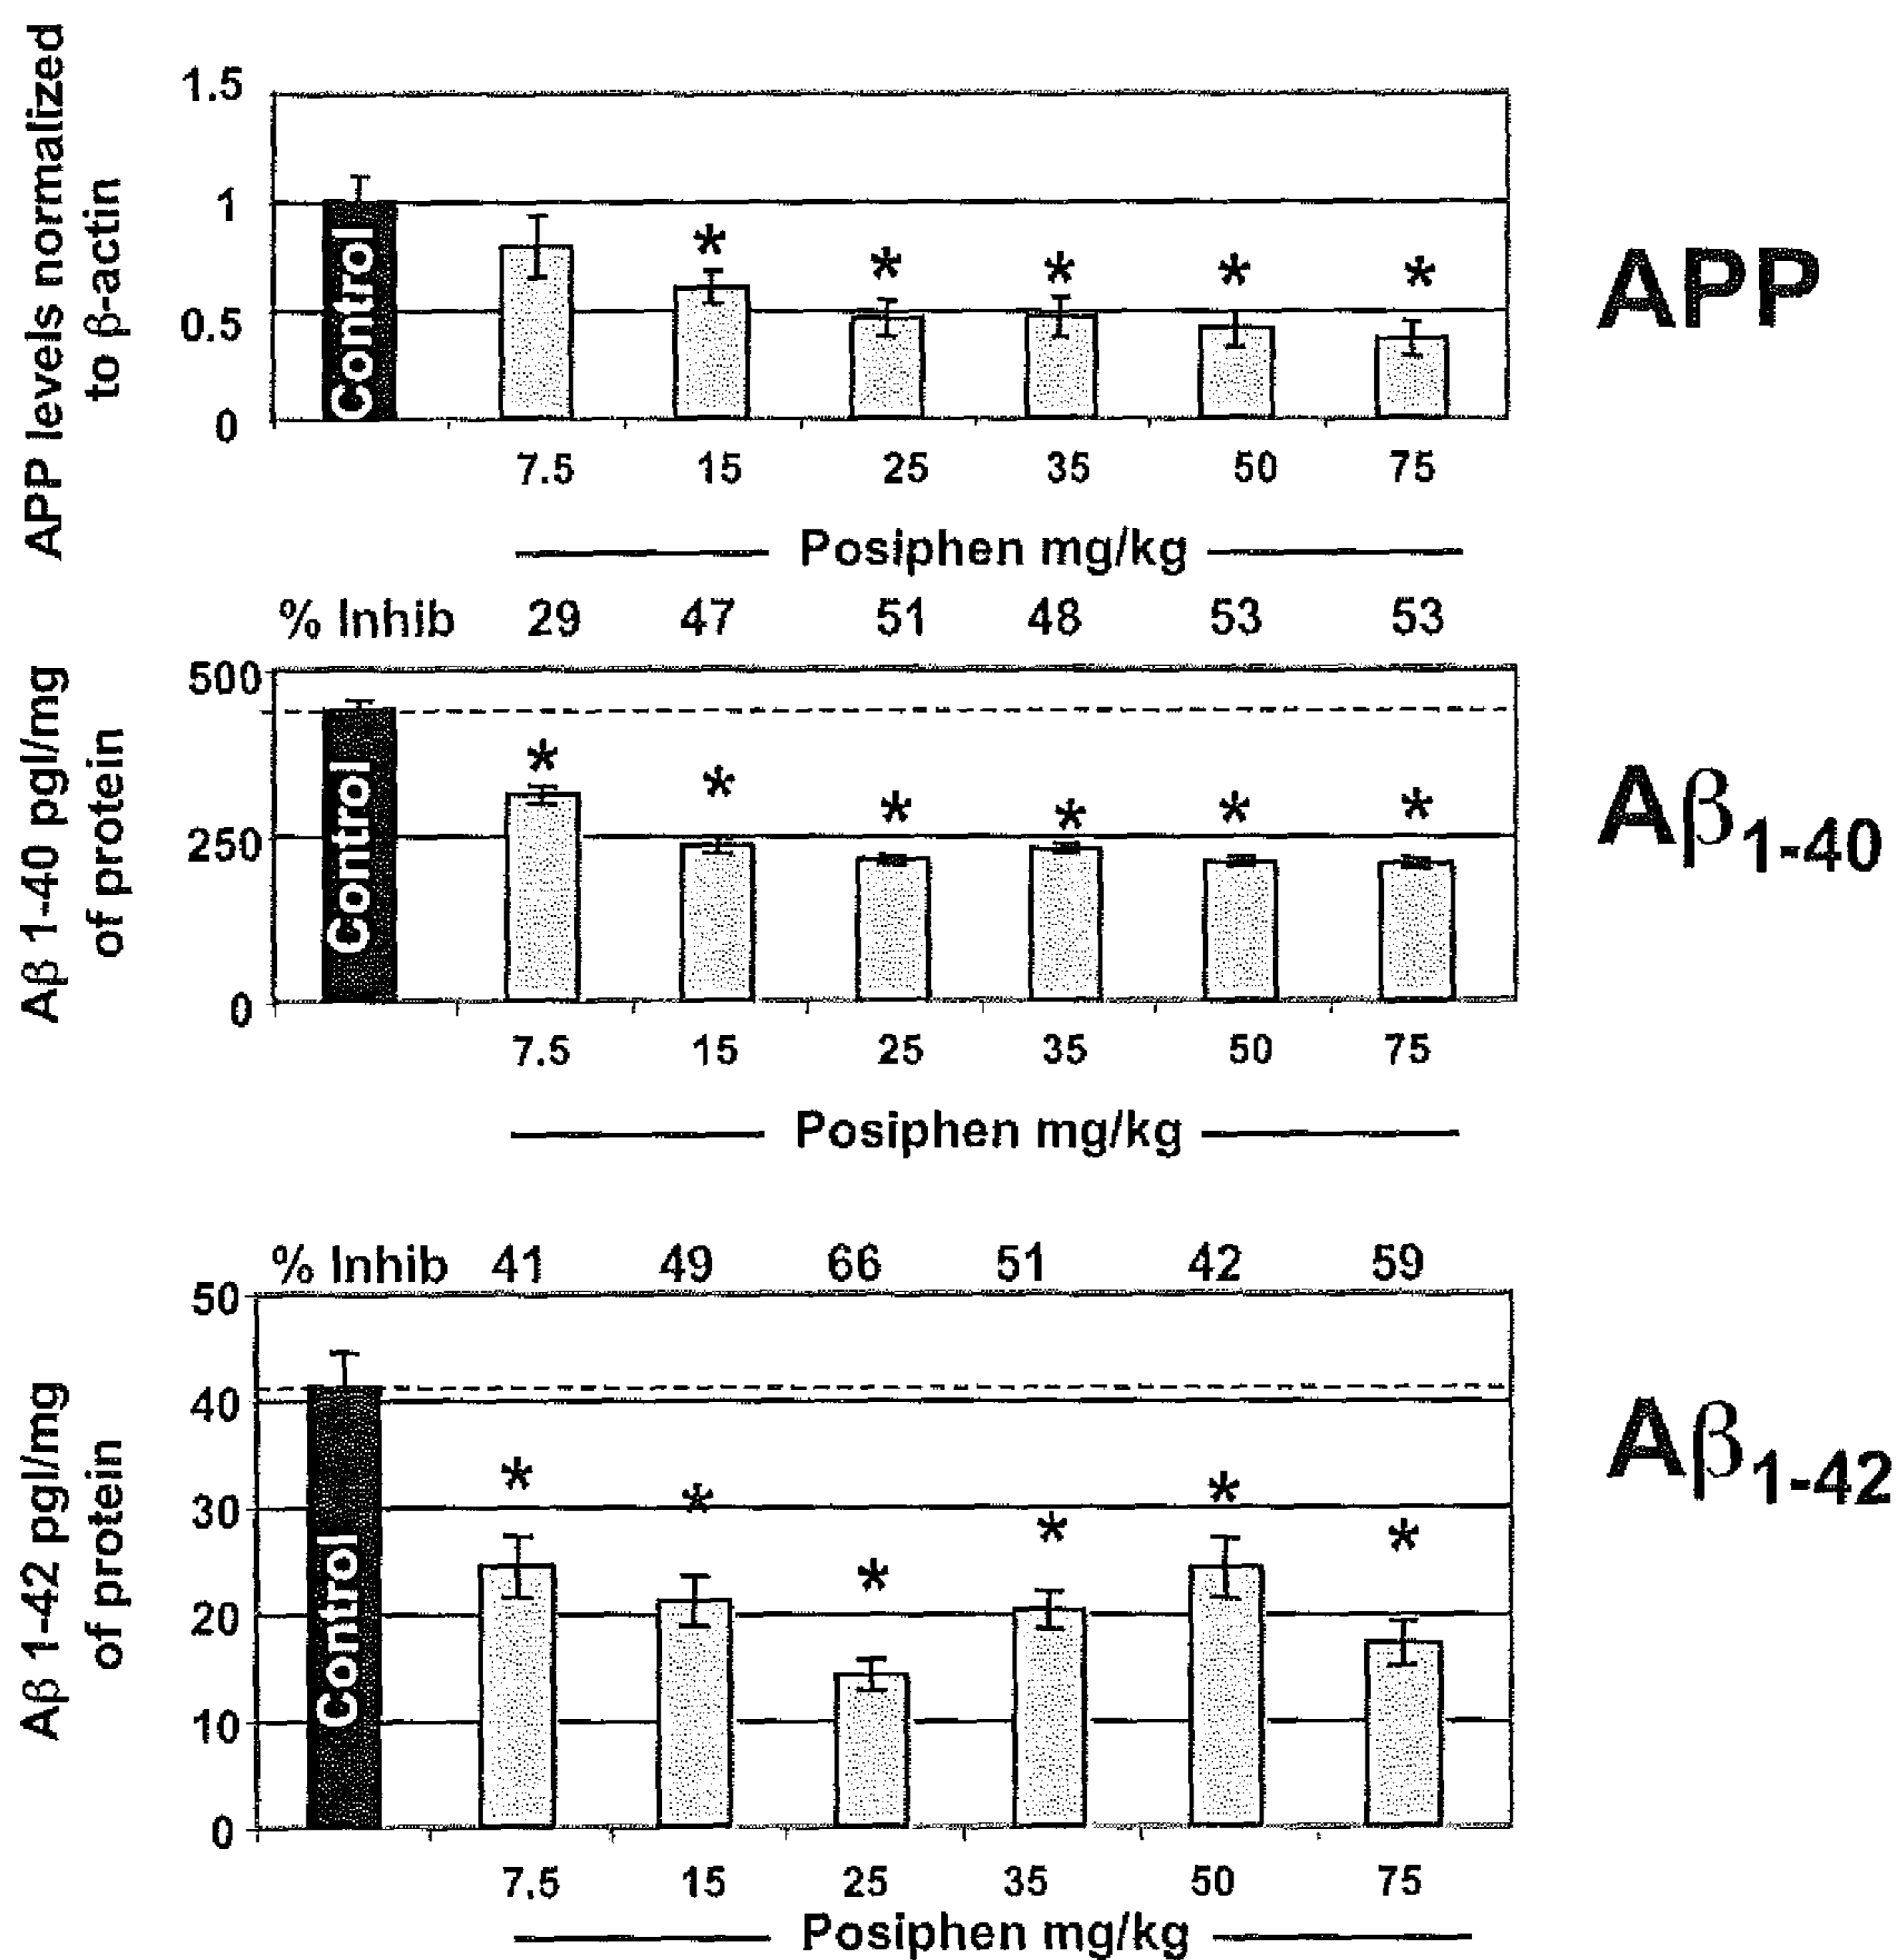 APP levels normalized
to β-actin
1.5
1
0.5
0
Control
* * * * *
7.5 15 25 35 50 75
Posiphen mg/kg
APP
% Inhib 29 47 51 48 53 53
Aβ 1-40 pgl/mg
of protein
500
250
0
Control
* * * * * *
7.5 15 25 35 50 75
Posiphen mg/kg
Aβ1-40
% Inhib 41 49 66 51 42 59
Aβ 1-42 pgl/mg
of protein
50
40
30
20
10
0
Control
* * * * * *
7.5 15 25 35 50 75
Posiphen mg/kg
Aβ1-42